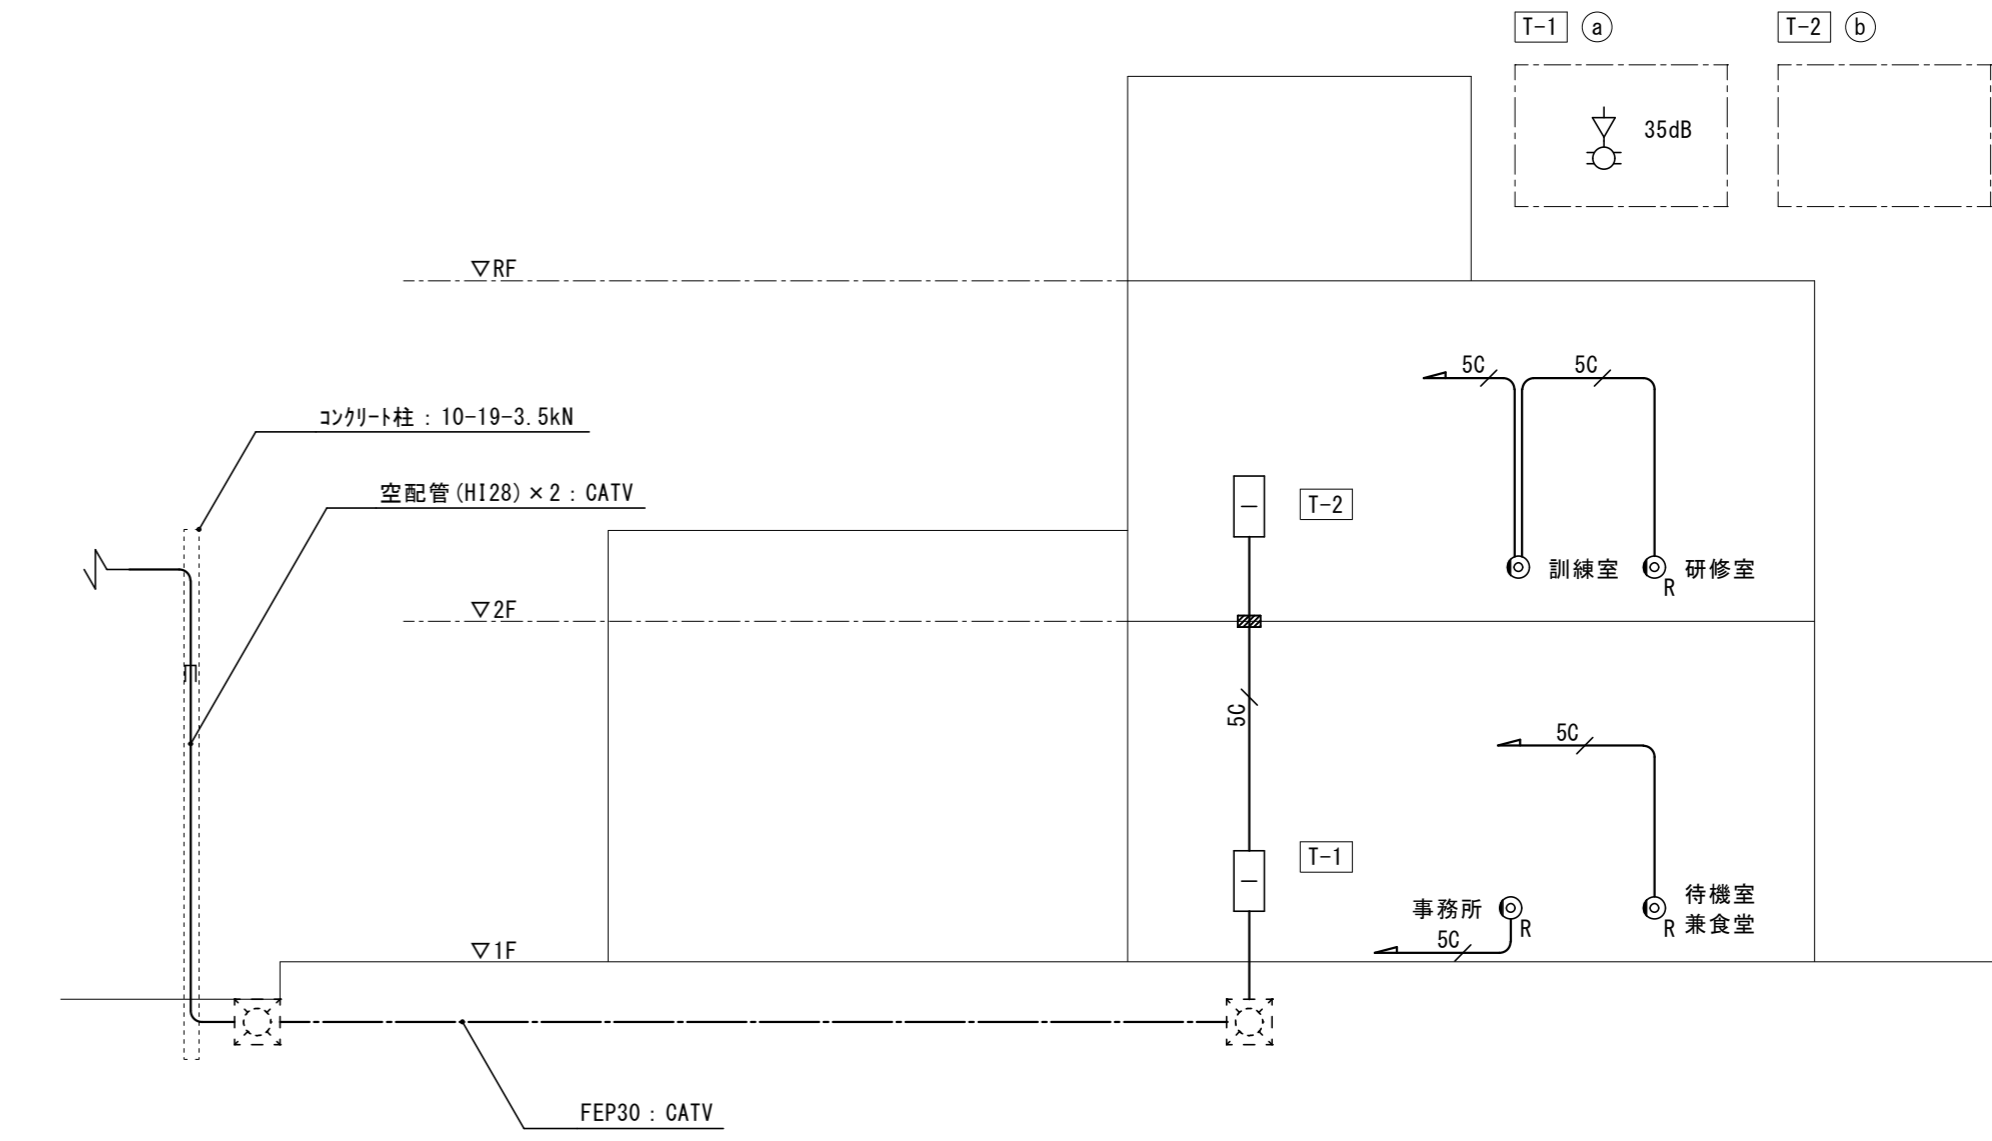 T-1 a
T-2 b
35dB
▽RF
5C
5C
コンクリート柱：10-19-3.5kN
空配管(HI28)×2：CATV
T-2
訓練室
R
研修室
▽2F
5C
5C
T-1
待機室
事務所
R
R
兼食堂
5C
▽1F
FEP30：CATV